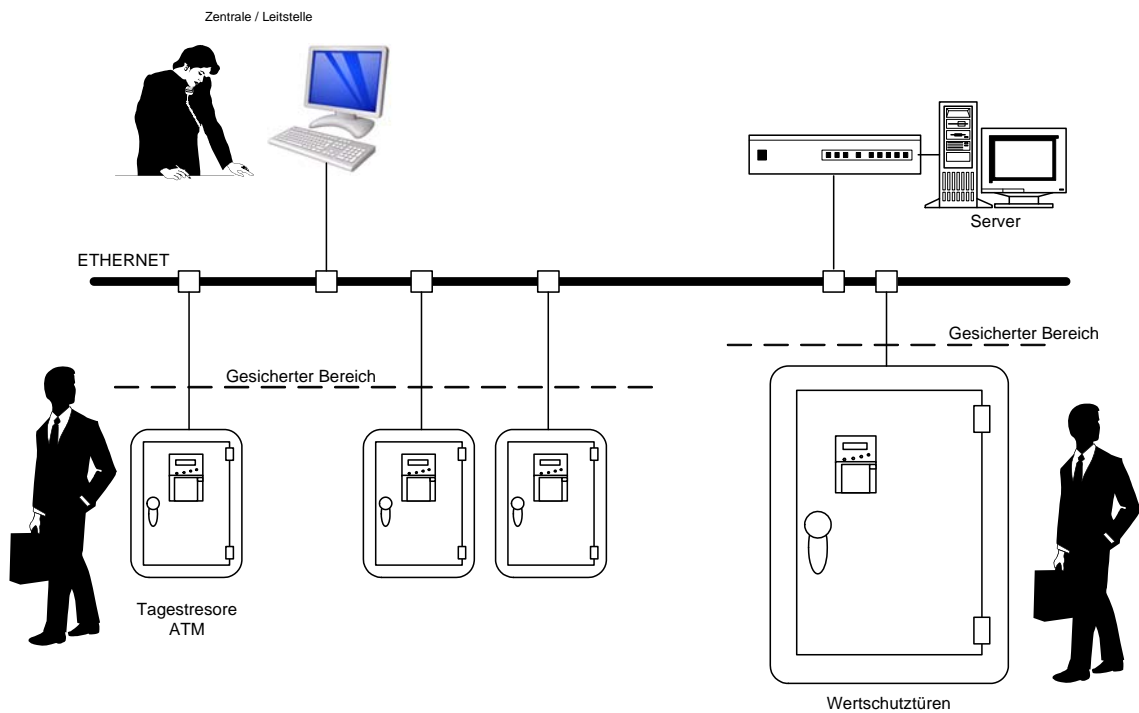 Zentrale / Leitstelle
Server
ETHERNET
Gesicherter Bereich
Gesicherter Bereich
Tagestresore
ATM
Wertschutztüren